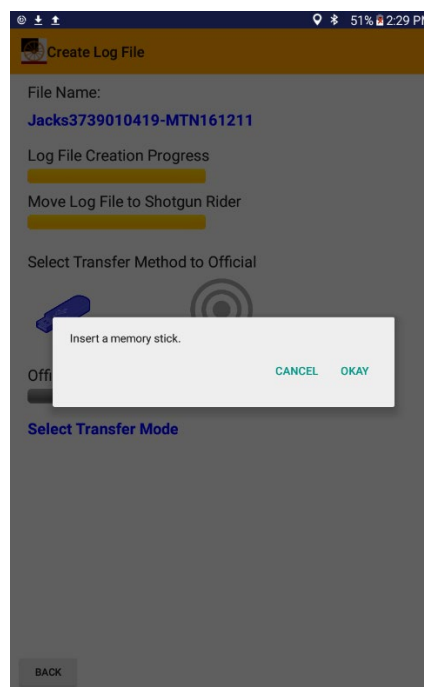 51% 2:29 PM
Create Log File
File Name:
Jacks3739010419-MTN161211
Log File Creation Progress
Move Log File to Shotgun Rider
Select Transfer Method to Official
Insert a memory stick.
CANCEL OKAY
Offi
Select Transfer Mode
BACK